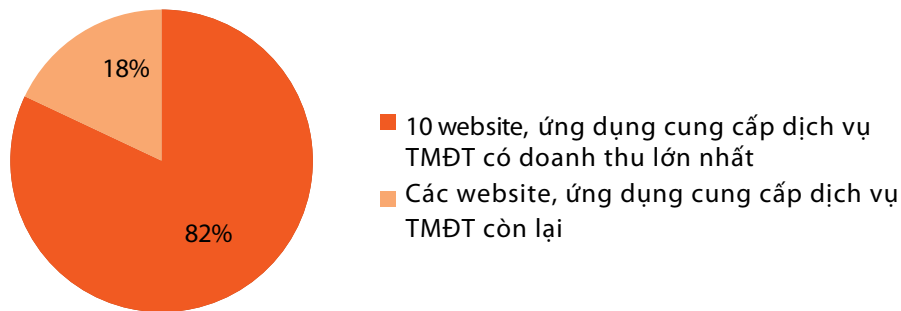 18%
10 website, ứng dụng cung cấp dịch vụ
TMĐT có doanh thu lớn nhất
Các website, ứng dụng cung cấp dịch vụ
TMĐT còn lại
82%